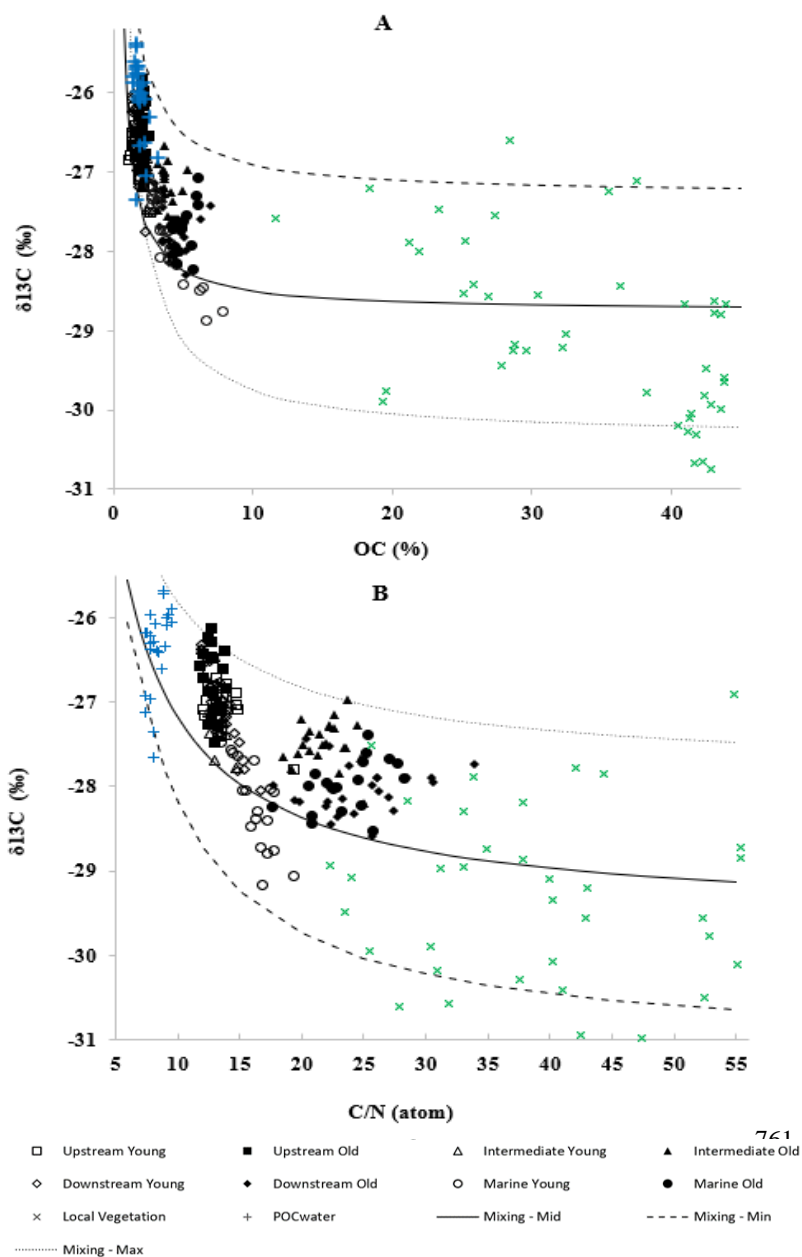 A
-26
-27
-28
-29
-30
-31
δ13C (‰)
0 10 20 30 40
OC (%)
B
-26
-27
-28
-29
-30
-31
δ13C (‰)
5 10 15 20 25 30 35 40 45 50 55
C/N (atom)
761
Upstream Young Upstream Old Intermediate Young Intermediate Old
Downstream Young Downstream Old Marine Young Marine Old
Local Vegetation POCwater Mixing - Mid Mixing - Min
Mixing - Max